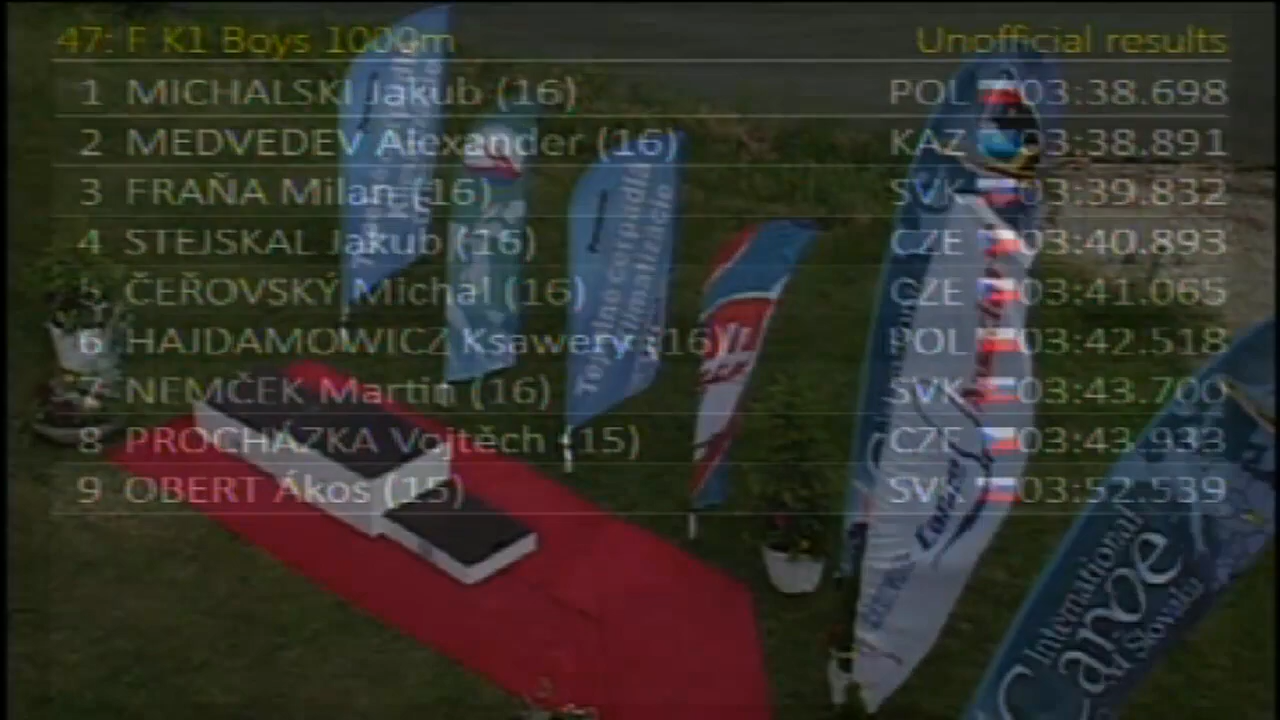 47: F K1 Boys 1000m Unofficial results
1 MICHALSKI Jakub (16) POL 03:38.698
2 MEDVEDEV Alexander (16) KAZ 03:38.891
3 FRAŇA Milan (16) SVK 03:39.832
4 STEJSKAL Jakub (16) CZE 03:40.893
5 ČEŘOVSKÝ Michal (16) CZE 03:41.065
6 HAJDAMOWICZ Ksawery (16) POL 03:42.518
7 NEMČEK Martin (16) SVK 03:43.700
8 PROCHÁZKA Vojtěch (15) CZE 03:43.933
9 OBERT Ákos (15) SVK 03:52.539
Tepelné čerpadlá
Klimatizácie
International
Canoe